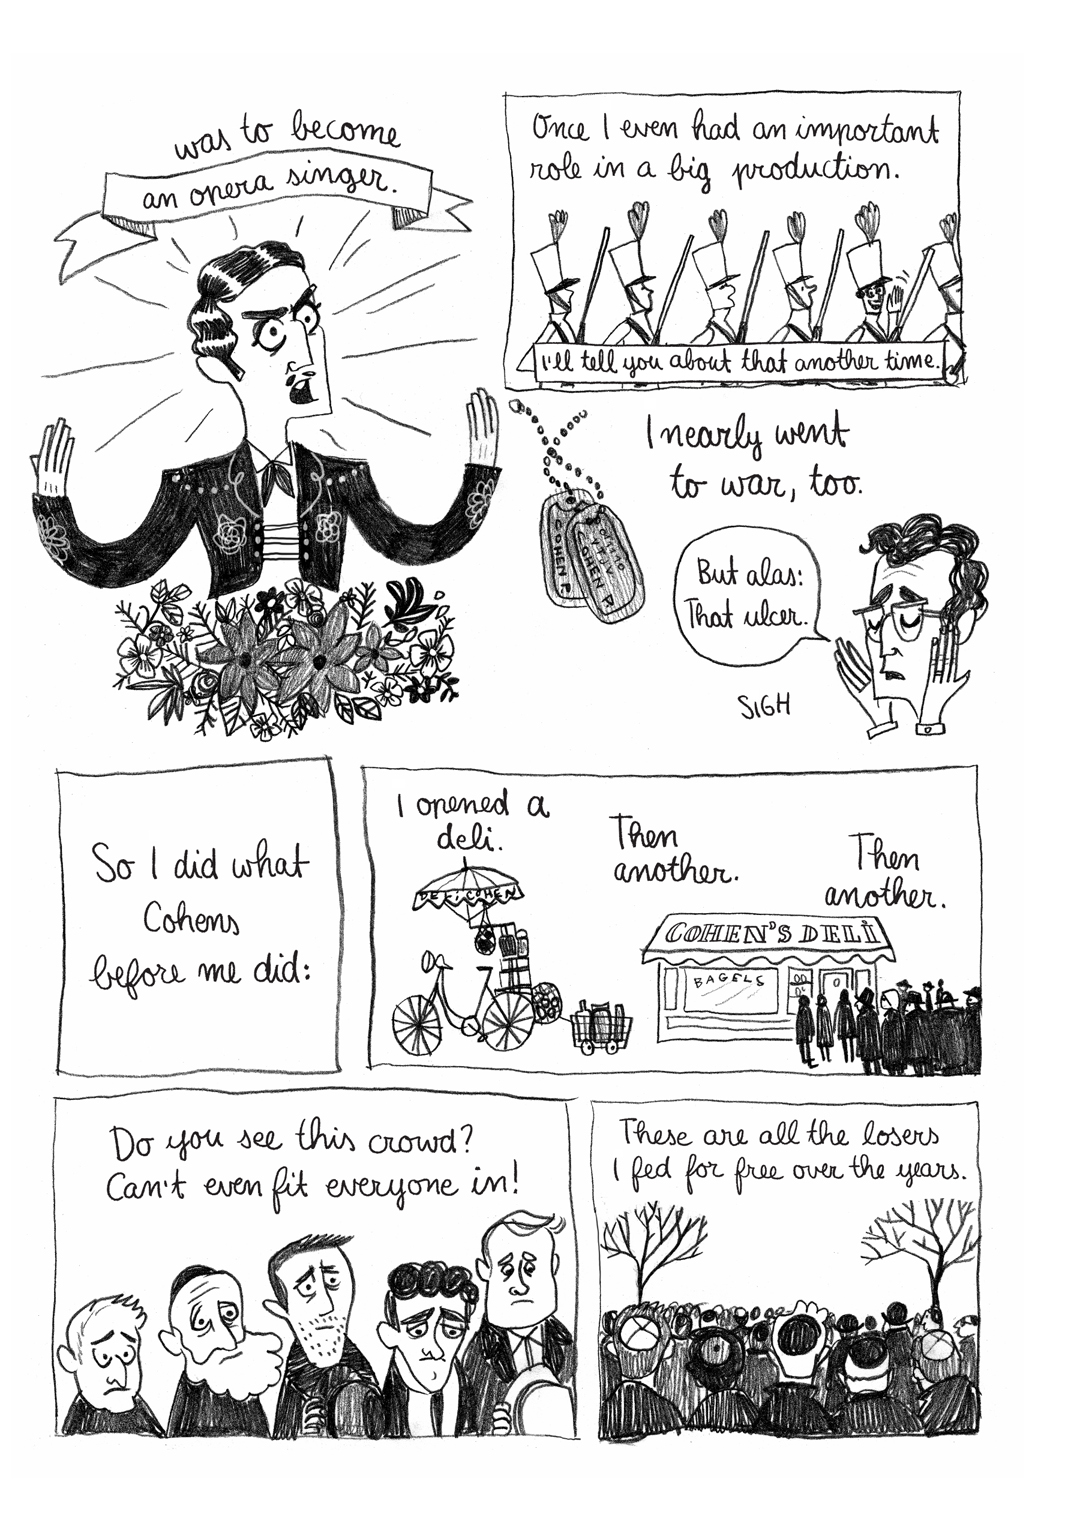 was to become
an opera singer.
Once I even had an important
role in a big production.
I'll tell you about that another time.
I nearly went
to war, too.
COHEN R
COHEN R
But alas:
That ulcer.
SIGH
So I did what
Cohens
before me did:
I opened a
deli.
DELI COHEN
Then
another.
Then
another.
COHEN'S DELI
BAGELS
Do you see this crowd?
Can't even fit everyone in!
These are all the losers
I fed for free over the years.